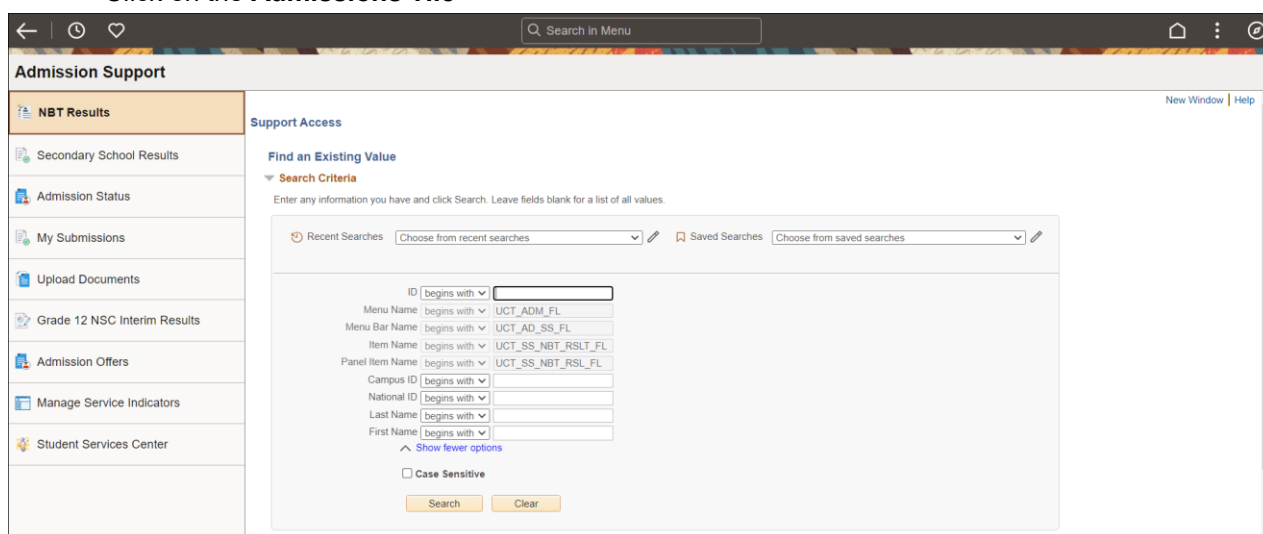 Click on the Admissions Tile
Search in Menu
Admission Support
New Window | Help
NBT Results
Secondary School Results
Admission Status
My Submissions
Upload Documents
Grade 12 NSC Interim Results
Admission Offers
Manage Service Indicators
Student Services Center
Support Access
Find an Existing Value
Search Criteria
Enter any information you have and click Search. Leave fields blank for a list of all values.
Recent Searches Choose from recent searches Saved Searches Choose from saved searches
ID begins with
Menu Name begins with UCT_ADM_FL
Menu Bar Name begins with UCT_AD_SS_FL
Item Name begins with UCT_SS_NBT_RSLT_FL
Panel Item Name begins with UCT_SS_NBT_RSL_FL
Campus ID begins with
National ID begins with
Last Name begins with
First Name begins with
Show fewer options
Case Sensitive
Search Clear